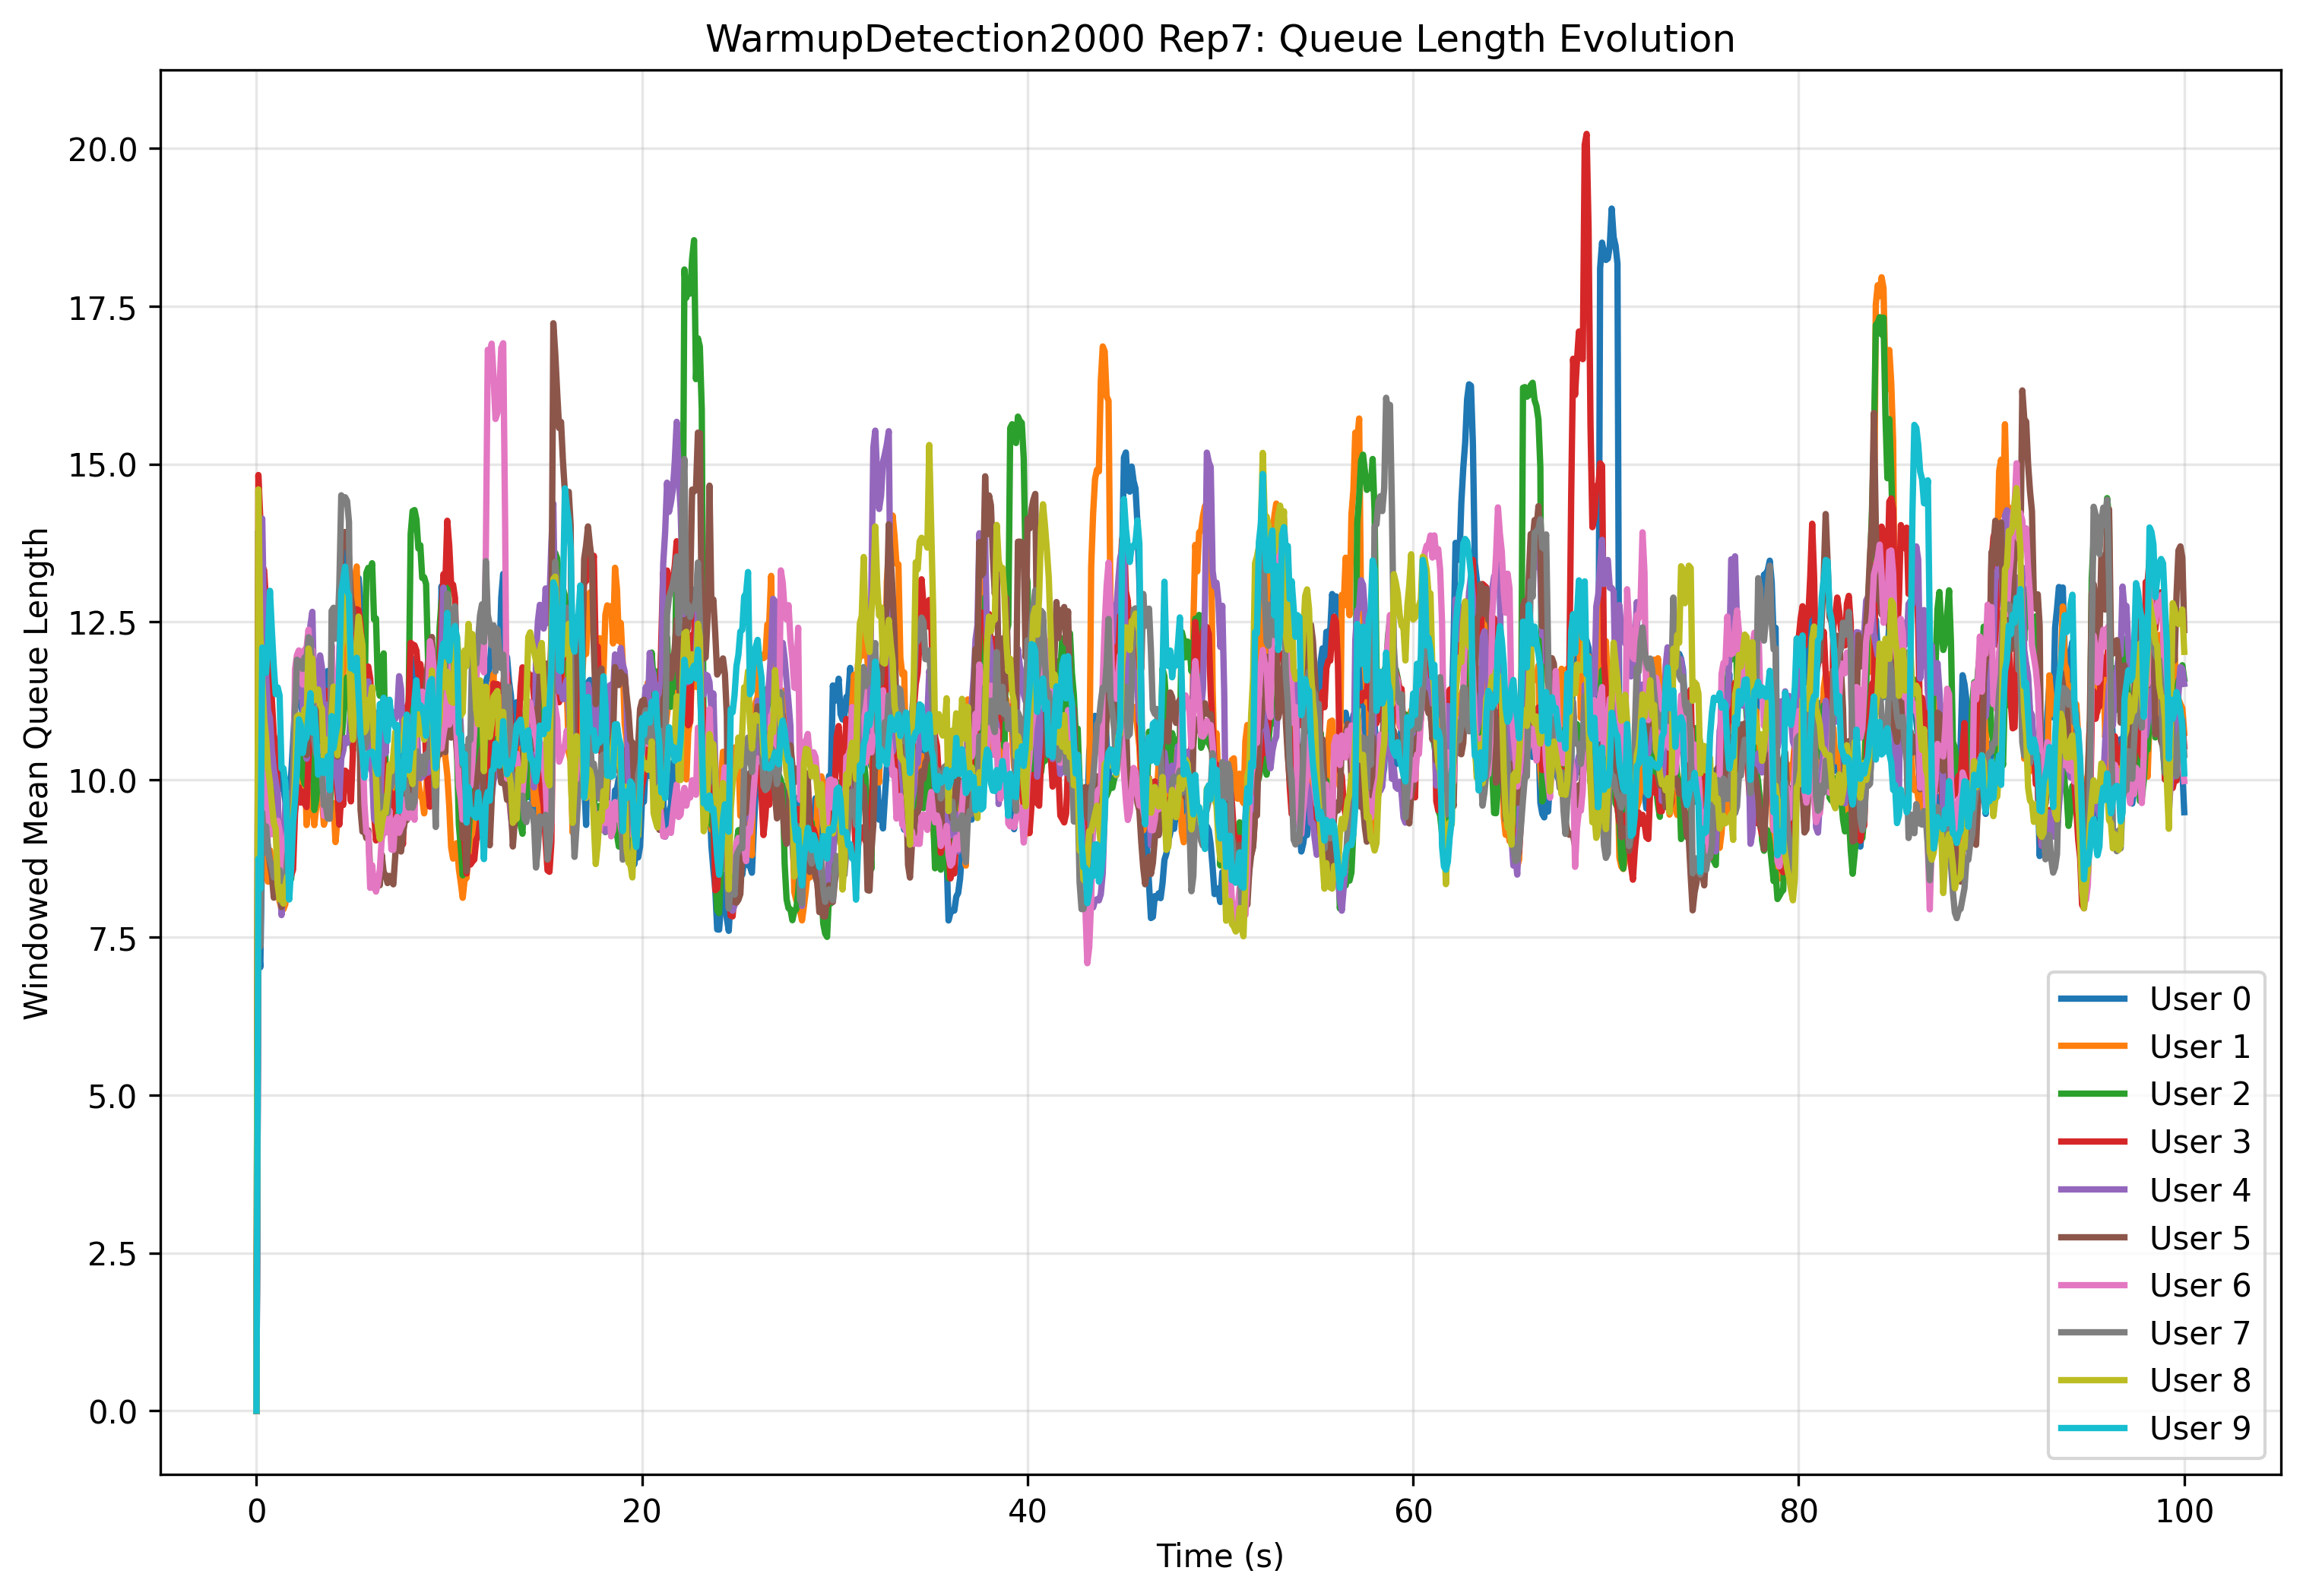 WarmupDetection2000 Rep7: Queue Length Evolution
Windowed Mean Queue Length
20.0
17.5
15.0
12.5
10.0
7.5
5.0
2.5
0.0
User 0
User 1
User 2
User 3
User 4
User 5
User 6
User 7
User 8
User 9
0 20 40 60 80 100
Time (s)